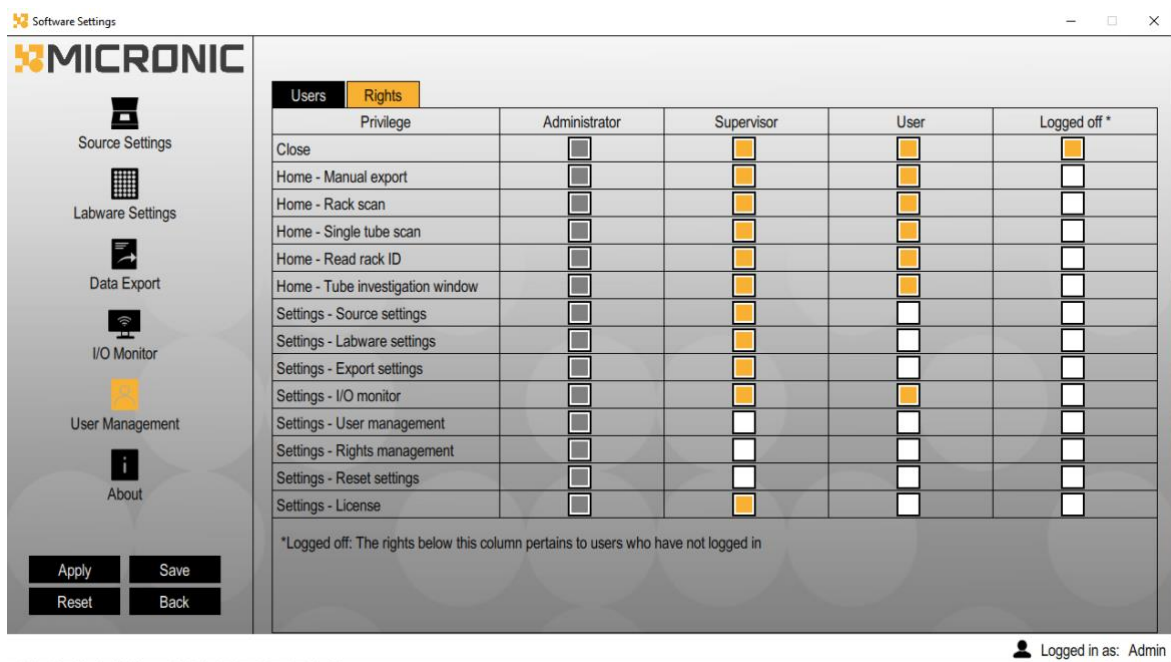 Software Settings
MICRONIC
Source Settings
Labware Settings
Data Export
I/O Monitor
User Management
i
About
Apply Save
Reset Back
Users Rights
Privilege Administrator Supervisor User Logged off *
Close
Home - Manual export
Home - Rack scan
Home - Single tube scan
Home - Read rack ID
Home - Tube investigation window
Settings - Source settings
Settings - Labware settings
Settings - Export settings
Settings - I/O monitor
Settings - User management
Settings - Rights management
Settings - Reset settings
Settings - License
*Logged off: The rights below this column pertains to users who have not logged in
Logged in as: Admin